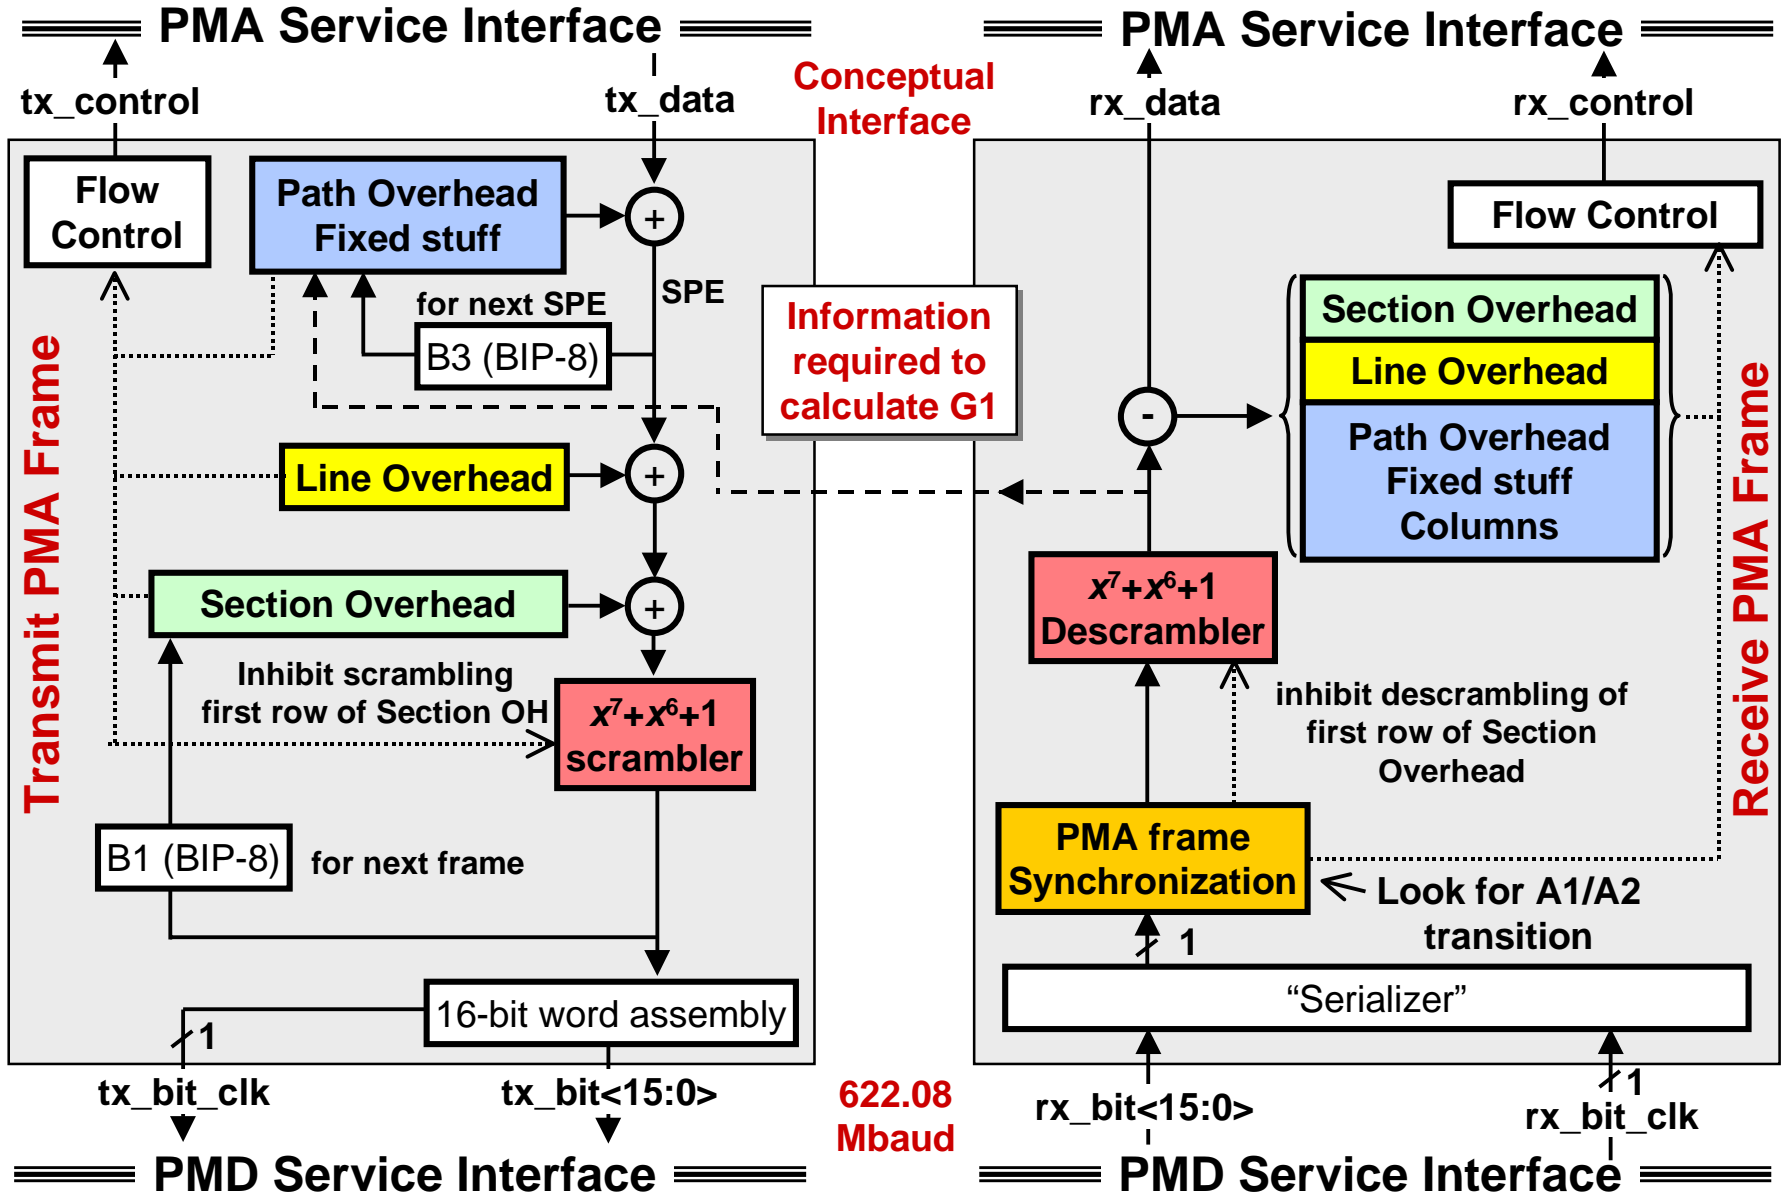 PMA Service Interface
tx_control
tx_data
Flow
Control
Path Overhead
Fixed stuff
+
SPE
for next SPE
B3 (BIP-8)
Line Overhead
+
Section Overhead
+
Inhibit scrambling
first row of Section OH
x7+x6+1
scrambler
B1 (BIP-8)
for next frame
16-bit word assembly
1
tx_bit_clk
tx_bit<15:0>
PMD Service Interface
Transmit PMA Frame
Conceptual
Interface
Information
required to
calculate G1
622.08
Mbaud
PMA Service Interface
rx_data
rx_control
Flow Control
Section Overhead
Line Overhead
Path Overhead
Fixed stuff
Columns
-
x7+x6+1
Descrambler
inhibit descrambling of
first row of Section
Overhead
PMA frame
Synchronization
Look for A1/A2
transition
1
“Serializer”
1
rx_bit<15:0>
rx_bit_clk
PMD Service Interface
Receive PMA Frame